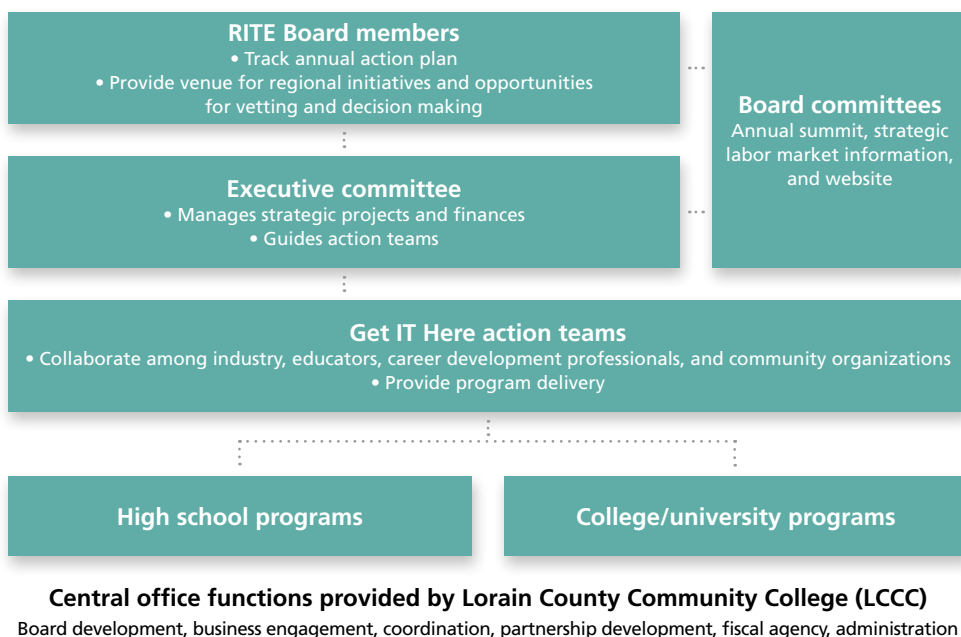 RITE Board members
• Track annual action plan
• Provide venue for regional initiatives and opportunities
for vetting and decision making
Board committees
Annual summit, strategic
labor market information,
and website
Executive committee
• Manages strategic projects and finances
• Guides action teams
Get IT Here action teams
• Collaborate among industry, educators, career development professionals, and community organizations
• Provide program delivery
High school programs
College/university programs
Central office functions provided by Lorain County Community College (LCCC)
Board development, business engagement, coordination, partnership development, fiscal agency, administration